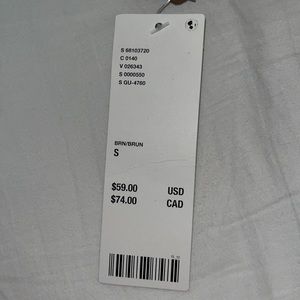 S 68103720
C 0140
V 026343
S 0000550
S GU-4760
BRN/BRUN
S
$59.00 USD
$74.00 CAD